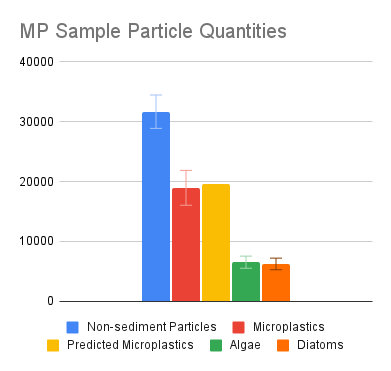 MP Sample Particle Quantities
40000
30000
20000
10000
0
Non-sediment Particles Microplastics
Predicted Microplastics Algae Diatoms